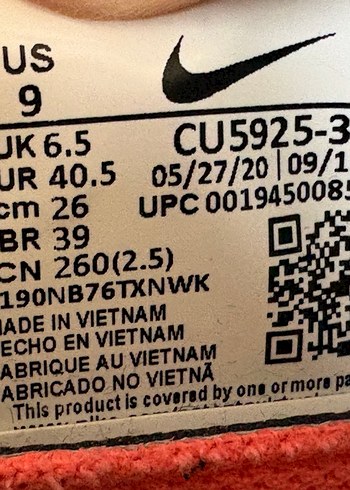 US
9
UK 6.5
CU5925-3
UR 40.5
05/27/20 | 09/1
cm 26
UPC 0019450085
BR 39
CN 260(2.5)
190NB76TXNWK
MADE IN VIETNAM
ECHO EN VIETNAM
ABRIQUE AU VIETNAM
ABRICADO NO VIETNÃ
This product is covered by one or more pa